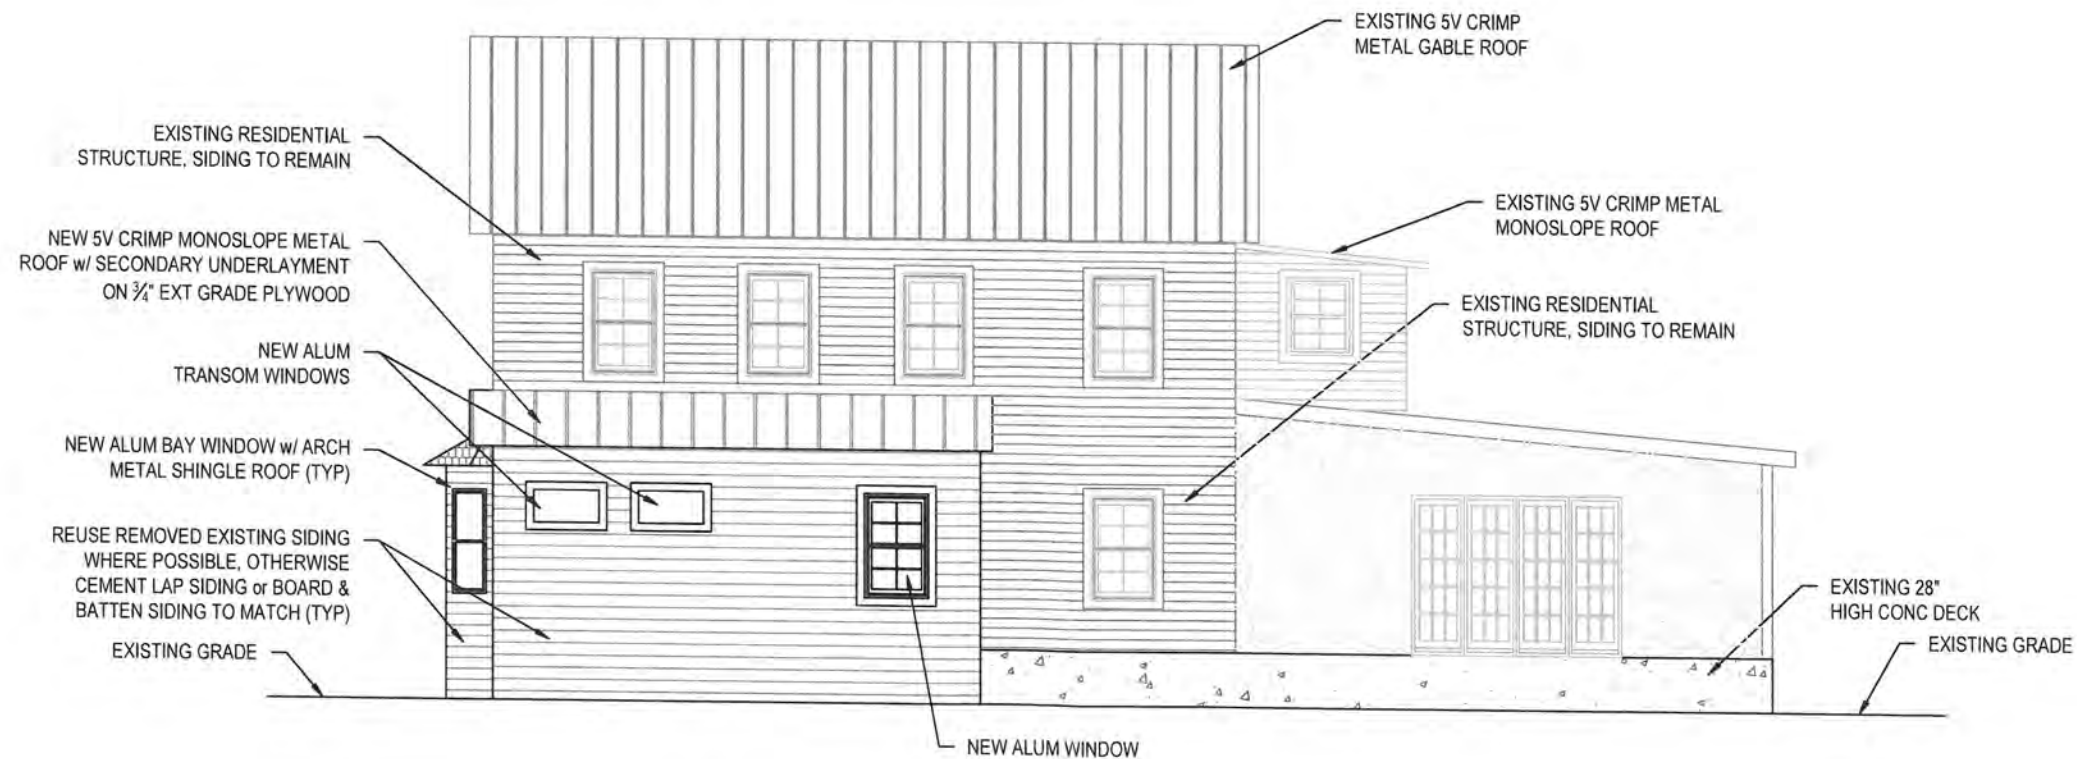 EXISTING 5V CRIMP
METAL GABLE ROOF
EXISTING RESIDENTIAL
STRUCTURE, SIDING TO REMAIN
EXISTING 5V CRIMP METAL
MONOSLOPE ROOF
NEW 5V CRIMP MONOSLOPE METAL
ROOF w/ SECONDARY UNDERLAYMENT
ON ¾" EXT GRADE PLYWOOD
EXISTING RESIDENTIAL
STRUCTURE, SIDING TO REMAIN
NEW ALUM
TRANSOM WINDOWS
NEW ALUM BAY WINDOW w/ ARCH
METAL SHINGLE ROOF (TYP)
REUSE REMOVED EXISTING SIDING
WHERE POSSIBLE, OTHERWISE
CEMENT LAP SIDING or BOARD &
BATTEN SIDING TO MATCH (TYP)
EXISTING 28"
HIGH CONC DECK
EXISTING GRADE
EXISTING GRADE
NEW ALUM WINDOW